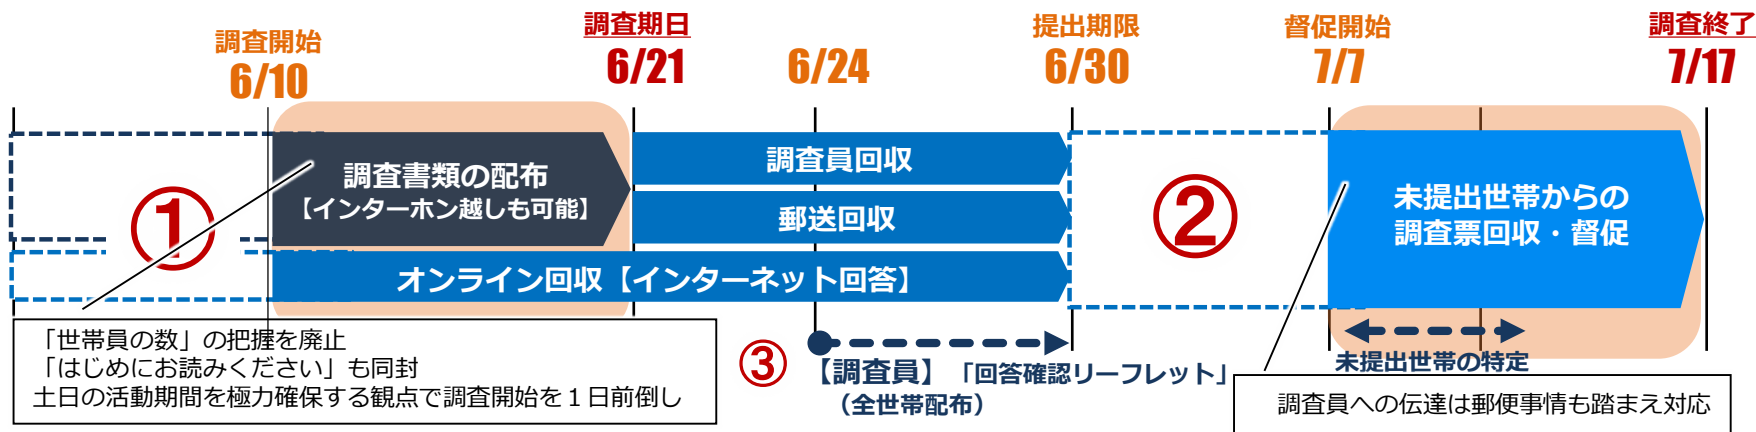 調査開始
6/10
調査期日
6/21
6/24
提出期限
6/30
督促開始
7/7
調査終了
7/17
①
調査書類の配布
【インターホン越しも可能】
調査員回収
郵送回収
オンライン回収【インターネット回答】
②
未提出世帯からの
調査票回収・督促
「世帯員の数」の把握を廃止
「はじめにお読みください」も同封
土日の活動期間を極力確保する観点で調査開始を１日前倒し
③
【調査員】「回答確認リーフレット」
（全世帯配布）
未提出世帯の特定
調査員への伝達は郵便事情も踏まえ対応